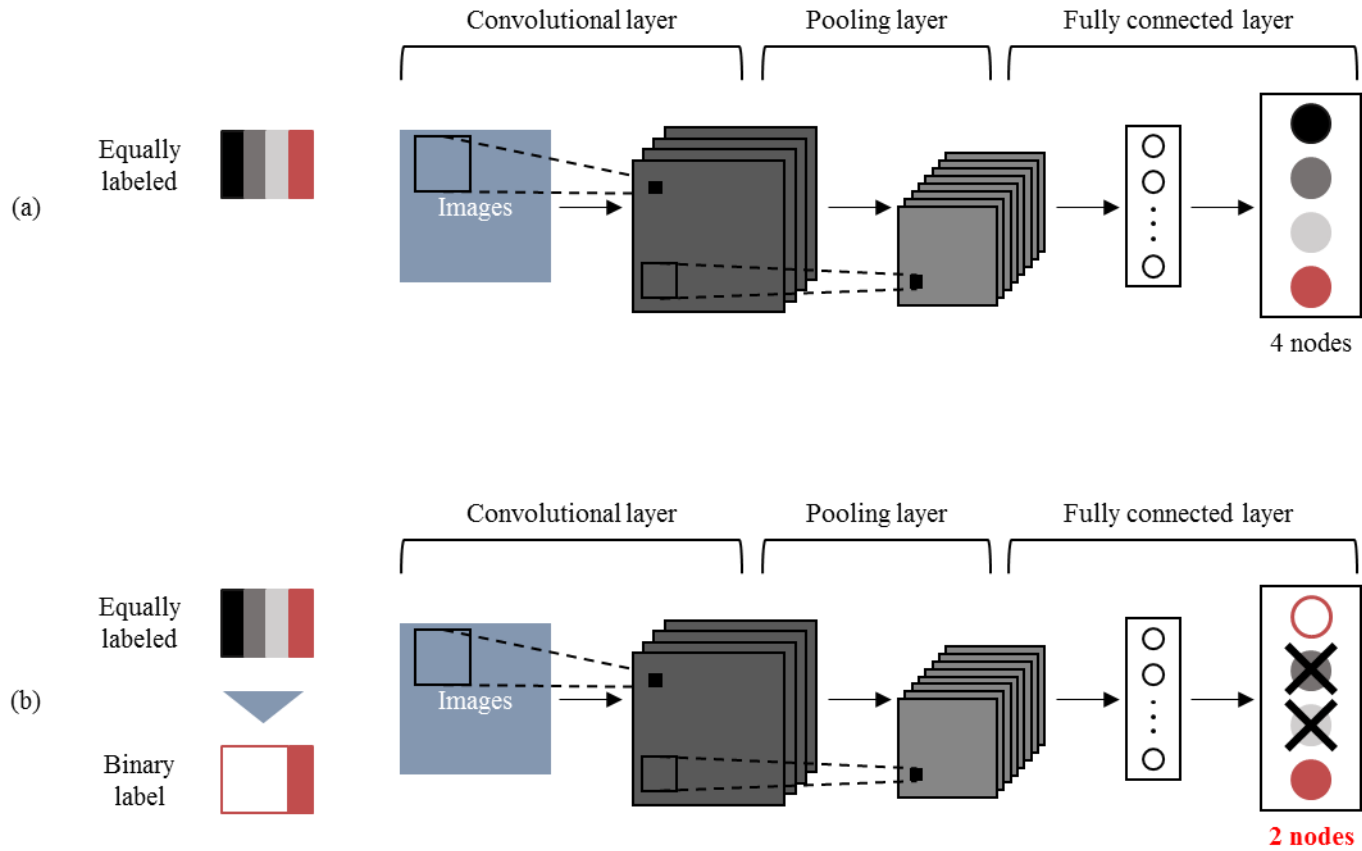 Convolutional layer
Pooling layer
Fully connected layer
(a)
Equally
labeled
Images
4 nodes
Convolutional layer
Pooling layer
Fully connected layer
(b)
Equally
labeled
Images
Binary
label
2 nodes